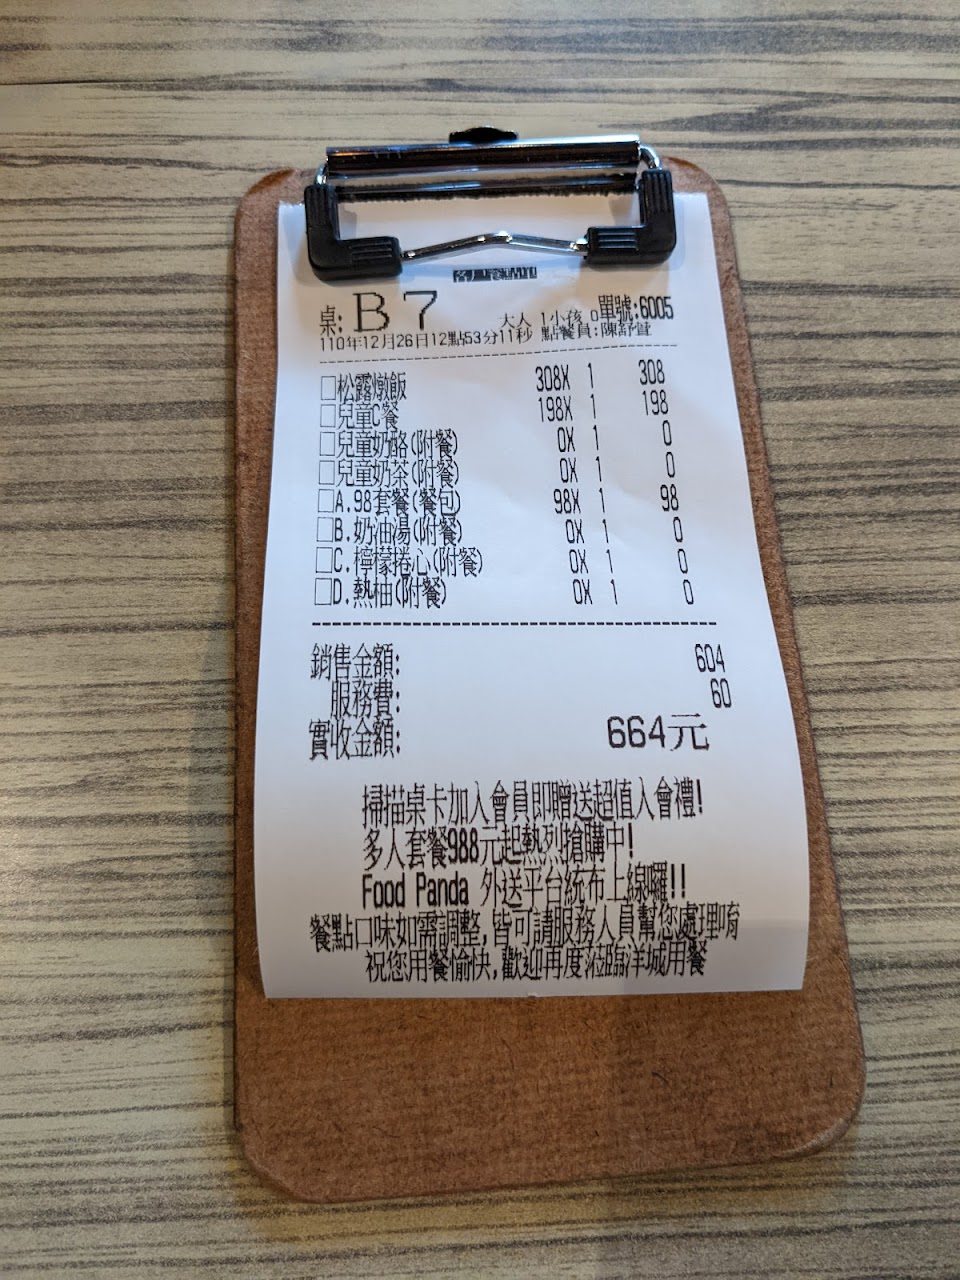 桌: B 7 大人 1小孩 0單號:6005
110年12月26日12點53分11秒 點餐員:陳舒萓
□松露燉飯 308X 1 308
□兒童C餐 198X 1 198
□兒童奶酪(附餐) 0X 1 0
□兒童奶茶(附餐) 0X 1 0
□A.98套餐(餐包) 98X 1 98
□B.奶油湯(附餐) 0X 1 0
□C.檸檬捲心(附餐) 0X 1 0
□D.熱柚(附餐) 0X 1 0
銷售金額: 604
服務費: 60
實收金額: 664元
掃描桌卡加入會員即贈送超值入會禮!
多人套餐988元起熱烈搶購中!
Food Panda 外送平台統布上線囉!!
餐點口味如需調整,皆可請服務人員幫您處理唷
祝您用餐愉快,歡迎再度蒞臨洋城用餐